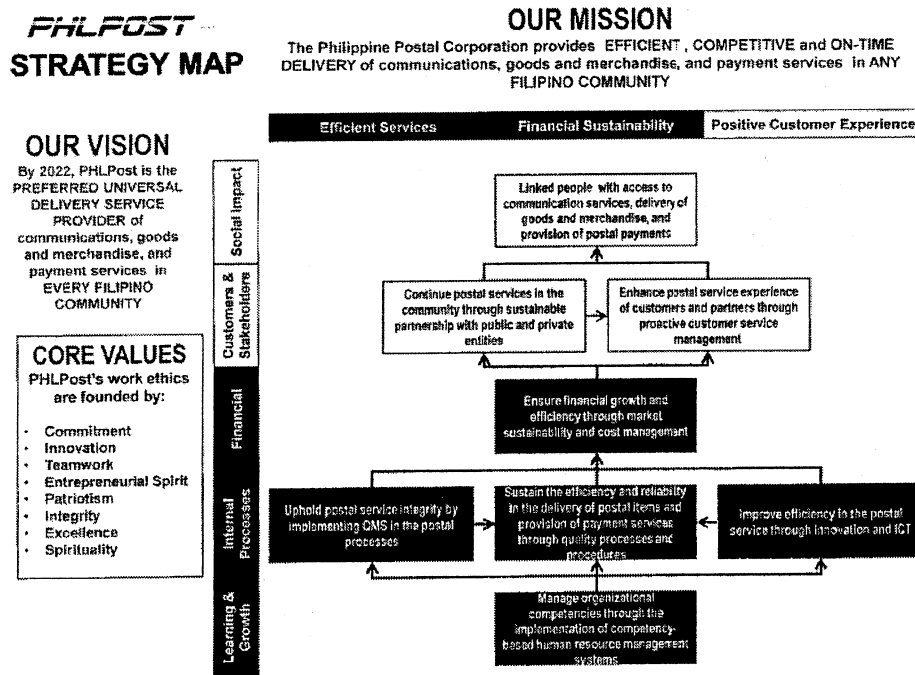 PHLPOST
STRATEGY MAP
OUR MISSION
The Philippine Postal Corporation provides EFFICIENT , COMPETITIVE and ON-TIME
DELIVERY of communications, goods and merchandise, and payment services in ANY
FILIPINO COMMUNITY
OUR VISION
By 2022, PHLPost is the
PREFERRED UNIVERSAL
DELIVERY SERVICE
PROVIDER of
communications, goods
and merchandise, and
payment services in
EVERY FILIPINO
COMMUNITY
CORE VALUES
PHLPost's work ethics
are founded by:
• Commitment
• Innovation
• Teamwork
• Entrepreneurial Spirit
• Patriotism
• Integrity
• Excellence
• Spirituality
Efficient Services
Financial Sustainability
Positive Customer Experience
Social Impact
Linked people with access to
communication services, delivery of
goods and merchandise, and
provision of postal payments
Customers &
Stakeholders
Continue postal services in the
community through sustainable
partnership with public and private
entities
Enhance postal service experience
of customers and partners through
proactive customer service
management
Financial
Ensure financial growth and
efficiency through market
sustainability and cost management
Internal
Processes
Uphold postal service integrity by
implementing QMS in the postal
processes
Sustain the efficiency and reliability
in the delivery of postal items and
provision of payment services
through quality processes and
procedures
Improve efficiency in the postal
service through innovation and ICT
Learning &
Growth
Manage organizational
competencies through the
implementation of competency-
based human resource management
systems